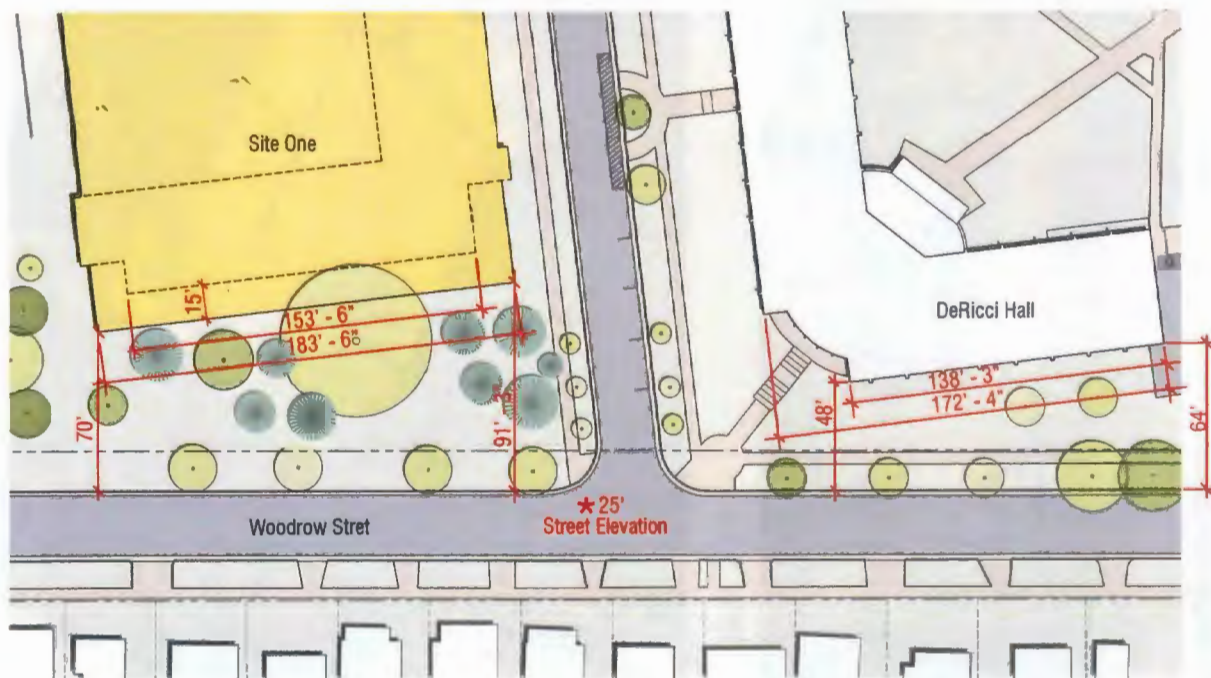 Site One
15'
153' - 6"
183' - 6"
70'
91' - 3"
DeRicci Hall
138' - 3"
172' - 4"
48'
64'
* 25'
Street Elevation
Woodrow Stret